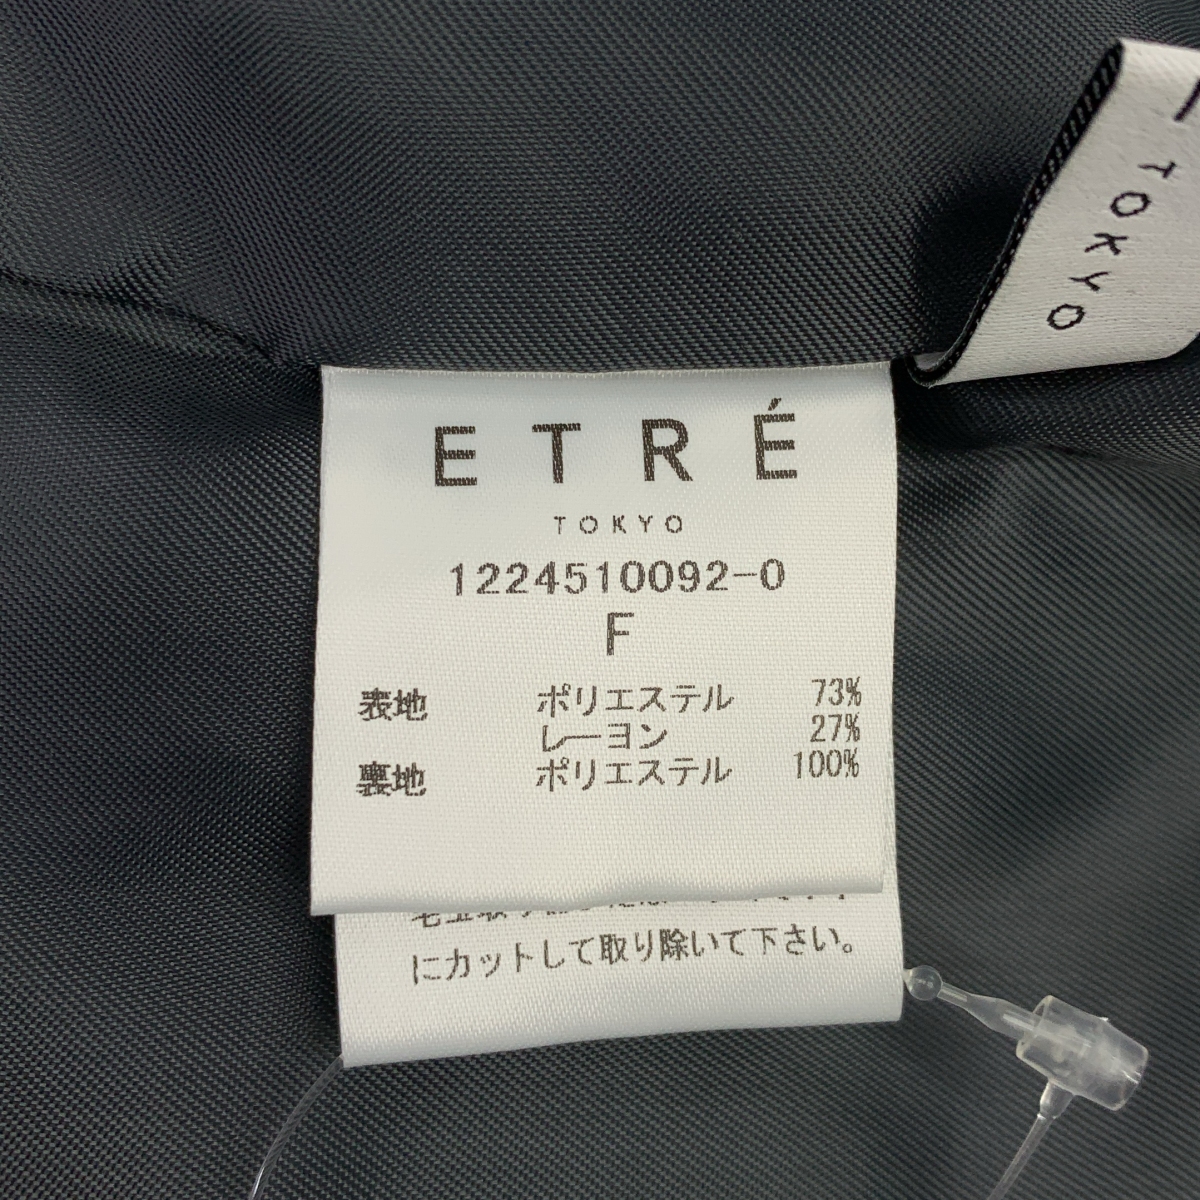 TOKYO
ETRÉ
TOKYO
1224510092-0
F
表地 ポリエステル 73%
レーヨン 27%
裏地 ポリエステル 100%
にカットして取り除いて下さい。